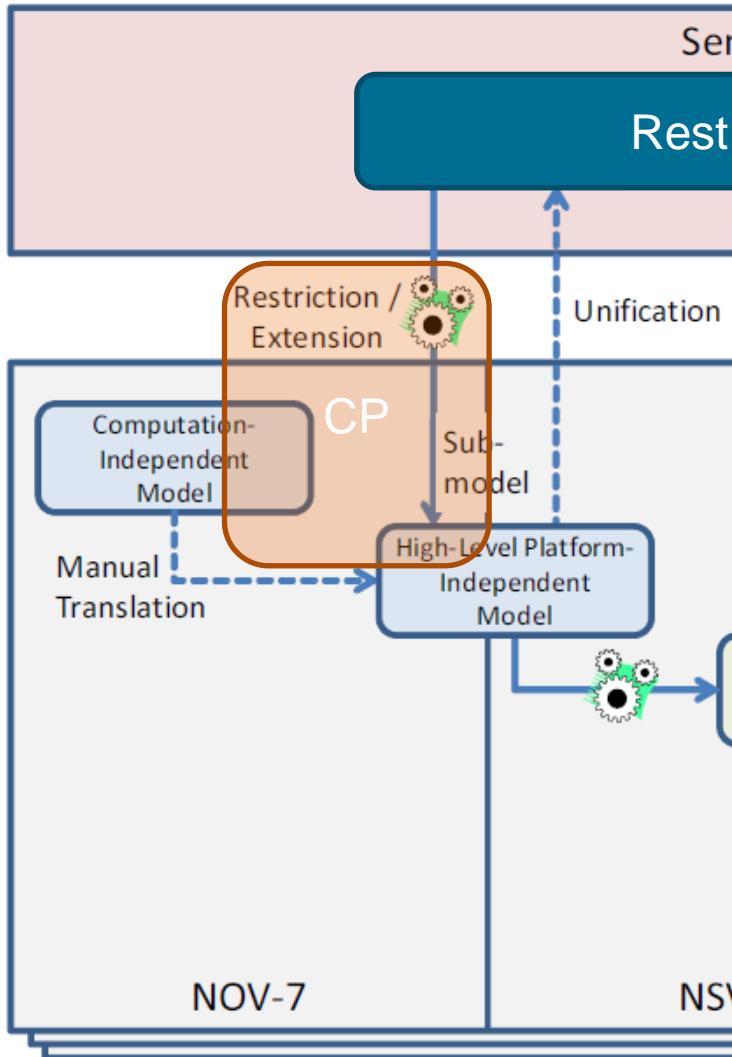 Ser
Rest
Restriction /
Extension
Unification
CP
Computation-
Independent
Model
Sub-
model
High-Level Platform-
Independent
Model
Manual
Translation
NOV-7
NSV